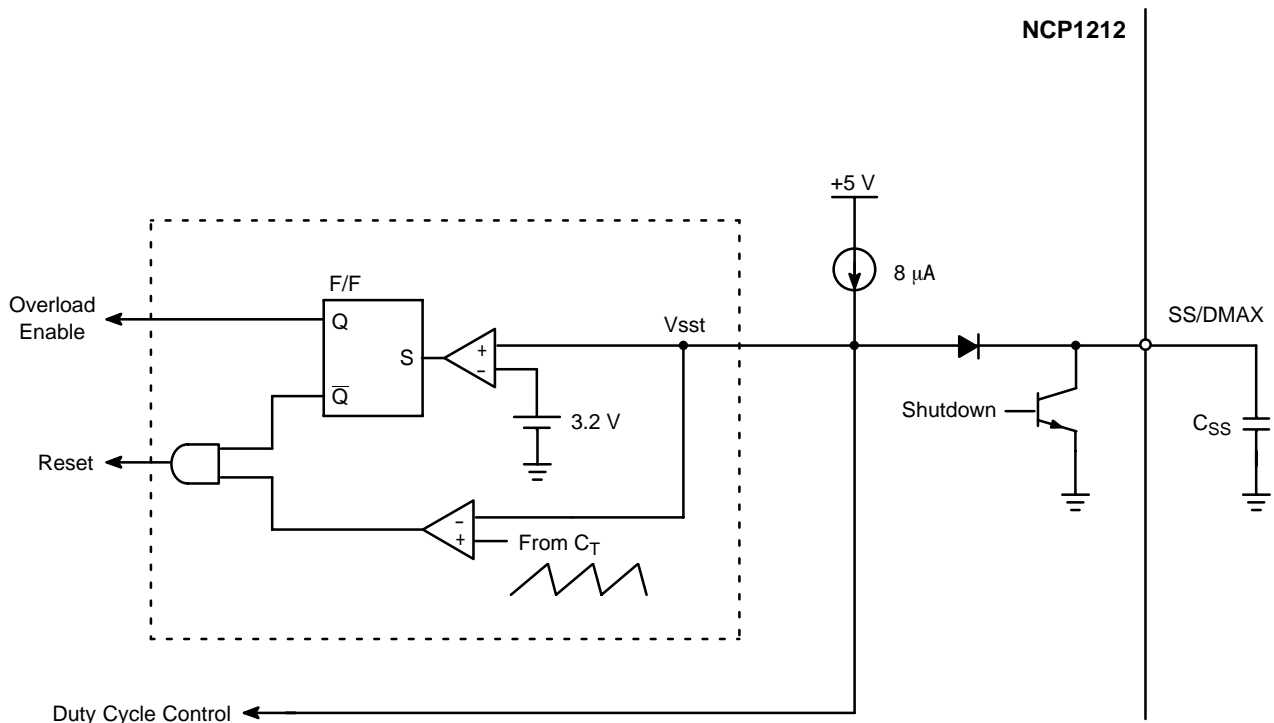 NCP1212
+5 V
8 μA
F/F
Overload
Enable
Q
Vsst
SS/DMAX
S
+
-
Q̅
3.2 V
Shutdown
CSS
Reset
-
+
From CT
Duty Cycle Control